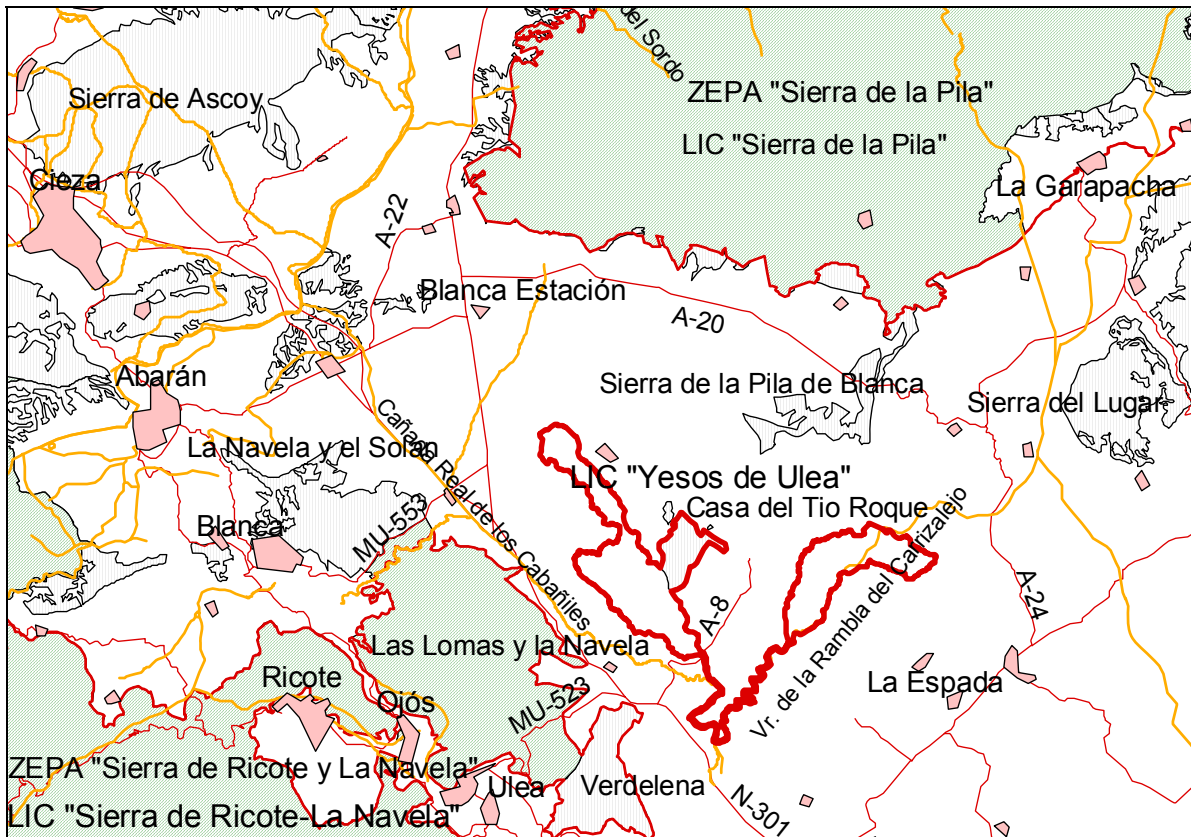 del Sordo
ZEPA "Sierra de la Pila"
Sierra de Ascoy
LIC "Sierra de la Pila"
Cieza
La Garapacha
A-22
Blanca Estación
A-20
Abarán
Sierra de la Pila de Blanca
Sierra del Lugar
Cañada Real de los Cabañiles
La Navela y el Solán
LIC "Yesos de Ulea"
Casa del Tio Roque
Blanca
MU-553
Vr. de la Rambla del Carrizalejo
A-24
A-8
Las Lomas y la Navela
Ricote
La Espada
Ojós
MU-523
ZEPA "Sierra de Ricote y La Navela"
Ulea
Verdelena
N-301
LIC "Sierra de Ricote-La Navela"